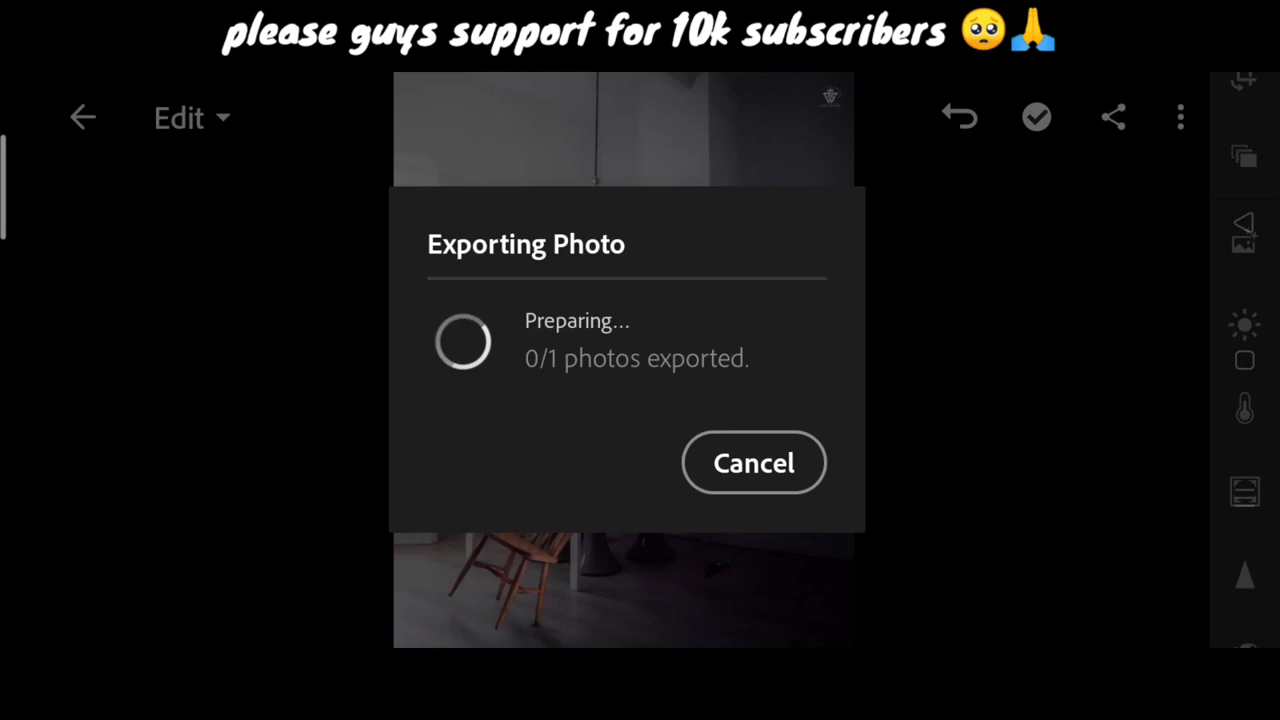 please guys support for 10k subscribers 🥺🙏
Edit
Exporting Photo
Preparing...
0/1 photos exported.
Cancel